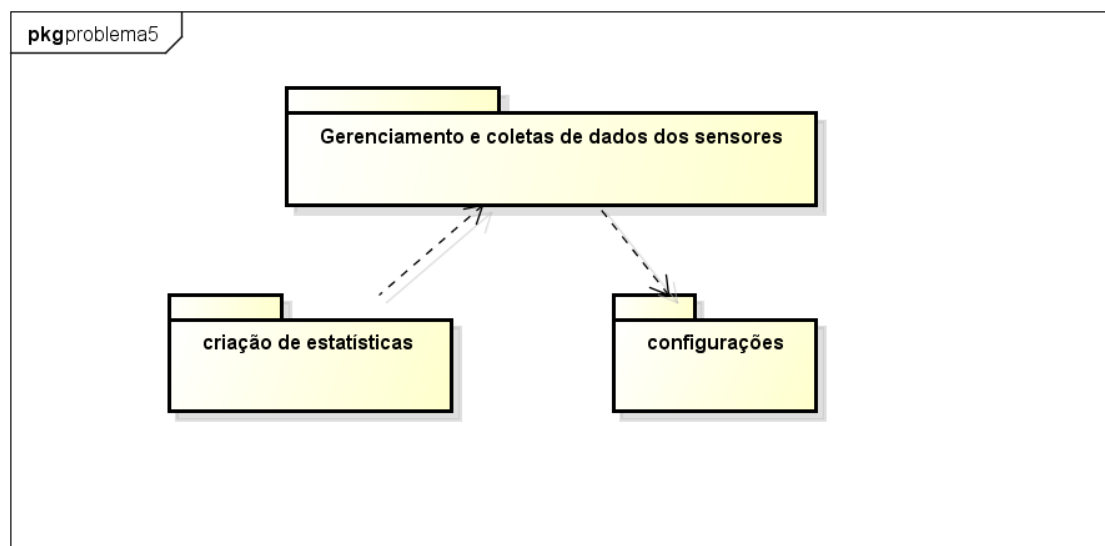 pkgproblema5
Gerenciamento e coletas de dados dos sensores
criação de estatísticas
configurações